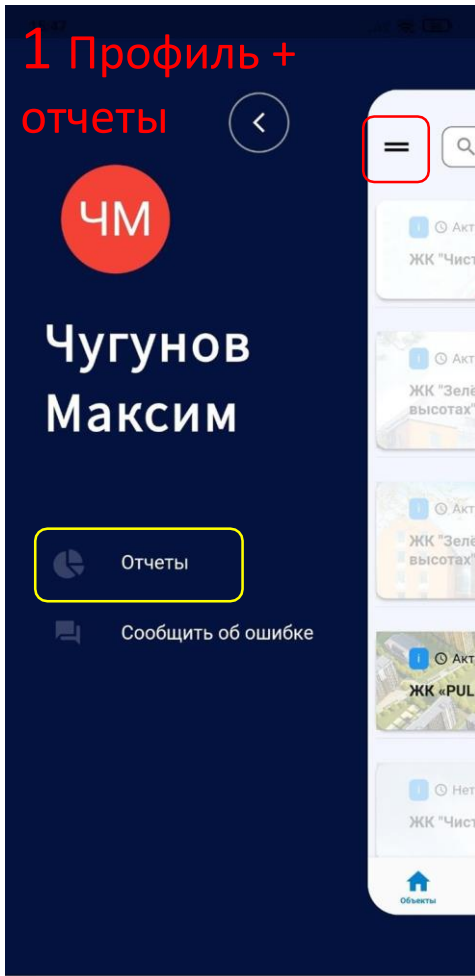 1 Профиль +
отчеты
ЧМ
Чугунов
Максим
Отчеты
Сообщить об ошибке
Акт
ЖК "Чист
Акт
ЖК "Зелё
высотах"
Акт
ЖК "Зелё
высотах"
Акт
ЖК «PUL
Нет
ЖК "Чист
Объекты